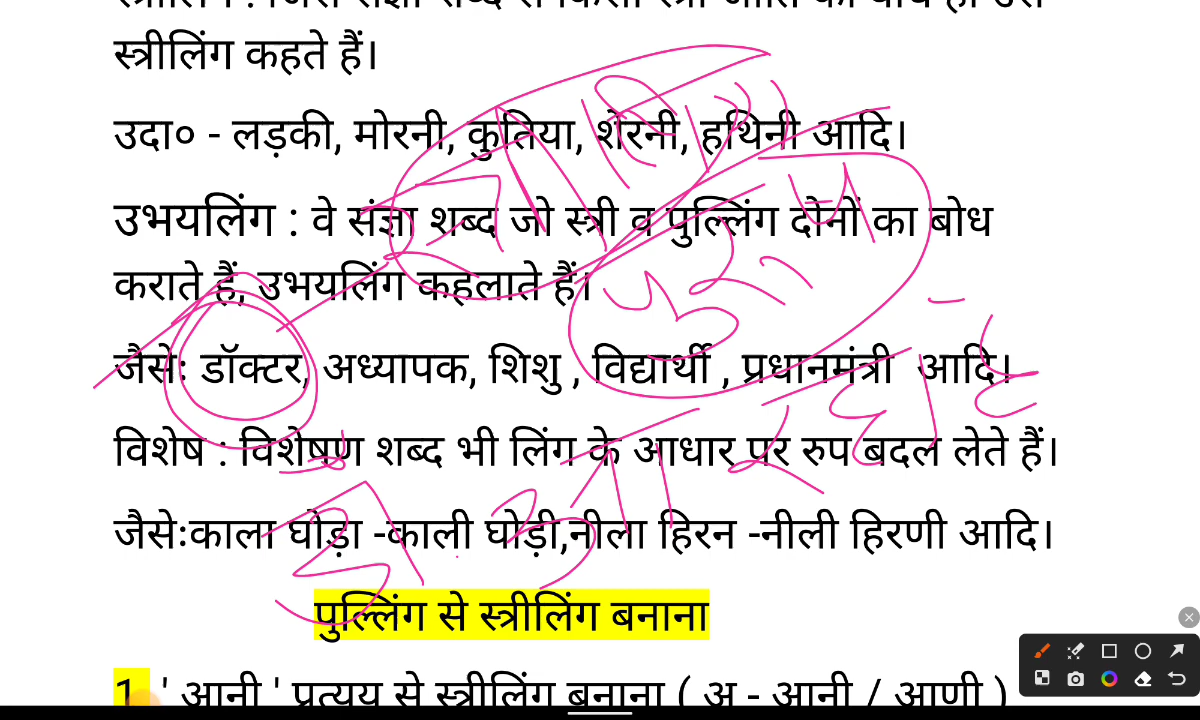 स्त्रीलिंग कहते हैं।
उदा० - लड़की, मोरनी, कुतिया, शेरनी, हथिनी आदि।
उभयलिंग : वे संज्ञा शब्द जो स्त्री व पुल्लिंग दोनों का बोध
कराते हैं, उभयलिंग कहलाते हैं।
जैसेः डॉक्टर, अध्यापक, शिशु , विद्यार्थी , प्रधानमंत्री आदि।
विशेष : विशेषण शब्द भी लिंग के आधार पर रुप बदल लेते हैं।
जैसेःकाला घोड़ा -काली घोड़ी,नीला हिरन -नीली हिरणी आदि।
पुल्लिंग से स्त्रीलिंग बनाना
1 ' आनी ' प्रत्यय से स्त्रीलिंग बनाना ( अ - आनी / आणी )